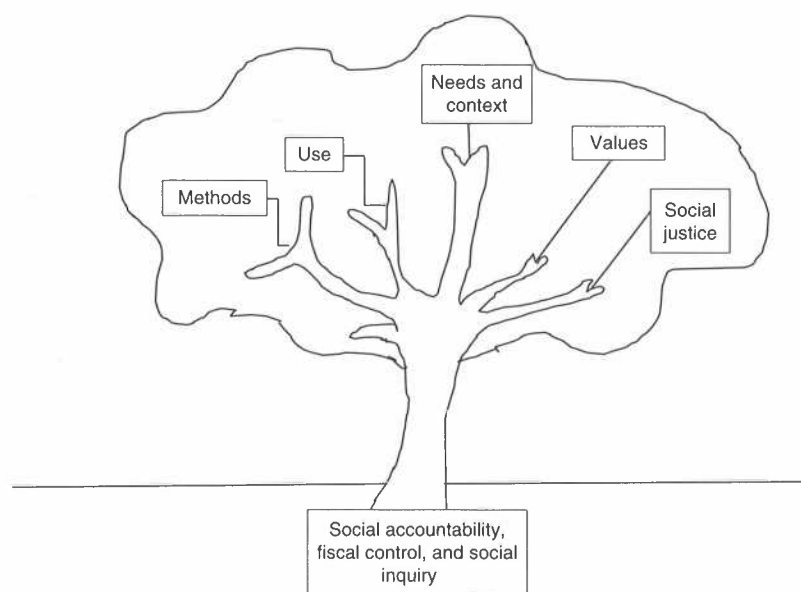 Needs and
context
Use
Values
Methods
Social
justice
Social accountability,
fiscal control, and social
inquiry